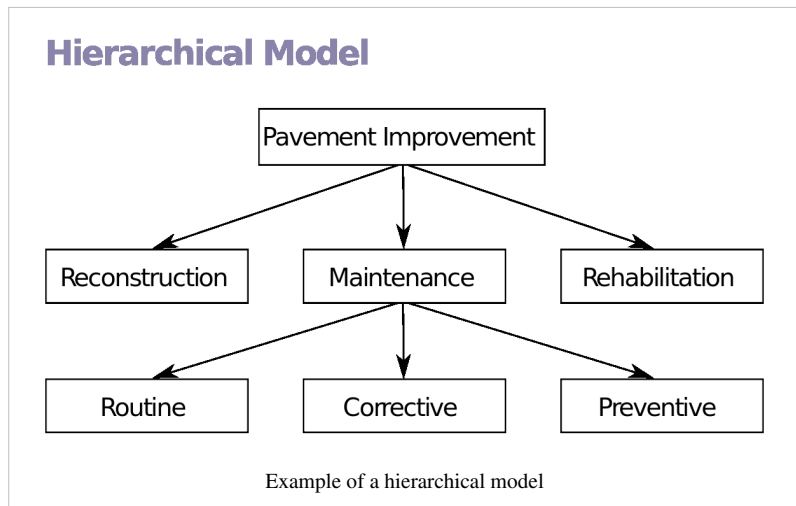 Hierarchical Model
Pavement Improvement
Reconstruction
Maintenance
Rehabilitation
Routine
Corrective
Preventive
Example of a hierarchical model